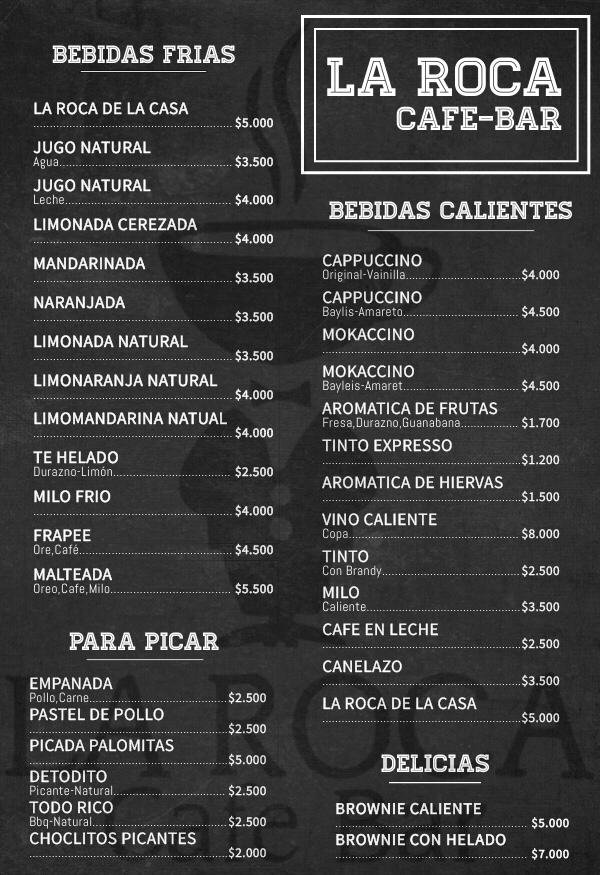 BEBIDAS FRIAS
LA ROCA DE LA CASA
$5.000
JUGO NATURAL
Agua $3.500
JUGO NATURAL
Leche $4.000
LIMONADA CEREZADA
$4.000
MANDARINADA
$3.500
NARANJADA
$3.500
LIMONADA NATURAL
$3.500
LIMONARANJA NATURAL
$4.000
LIMOMANDARINA NATUAL
$4.000
TE HELADO
Durazno-Limón $2.500
MILO FRIO
$4.000
FRAPEE
Ore,Café $4.500
MALTEADA
Oreo,Cafe,Milo $5.500
PARA PICAR
EMPANADA
Pollo,Carne $2.500
PASTEL DE POLLO
$2.500
PICADA PALOMITAS
$5.000
DETODITO
Picante-Natural $2.500
TODO RICO
Bbq-Natural $2.500
CHOCLITOS PICANTES
$2.000
LA ROCA
CAFE-BAR
BEBIDAS CALIENTES
CAPPUCCINO
Original-Vainilla $4.000
CAPPUCCINO
Baylis-Amareto $4.500
MOKACCINO
$4.000
MOKACCINO
Bayleis-Amaret $4.500
AROMATICA DE FRUTAS
Fresa,Durazno,Guanabana $1.700
TINTO EXPRESSO
$1.200
AROMATICA DE HIERVAS
$1.500
VINO CALIENTE
Copa $8.000
TINTO
Con Brandy $2.500
MILO
Caliente $3.500
CAFE EN LECHE
$2.500
CANELAZO
$3.500
LA ROCA DE LA CASA
$5.000
DELICIAS
BROWNIE CALIENTE
$5.000
BROWNIE CON HELADO
$7.000
LA ROCA
Cafe Bar